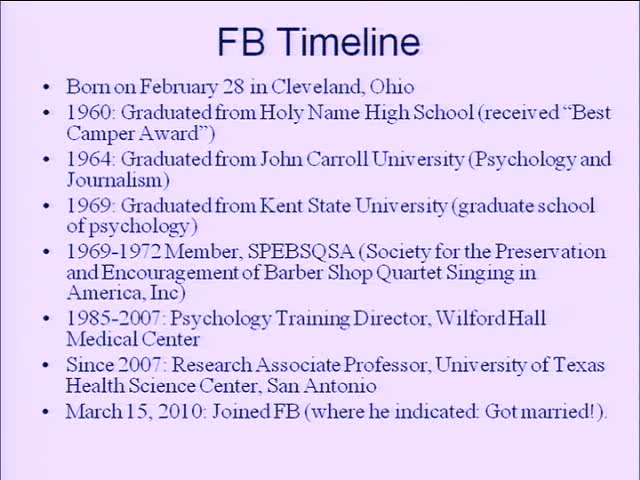 FB Timeline
• Born on February 28 in Cleveland, Ohio
• 1960: Graduated from Holy Name High School (received “Best
Camper Award”)
• 1964: Graduated from John Carroll University (Psychology and
Journalism)
• 1969: Graduated from Kent State University (graduate school
of psychology)
• 1969-1972 Member, SPEBSQSA (Society for the Preservation
and Encouragement of Barber Shop Quartet Singing in
America, Inc)
• 1985-2007: Psychology Training Director, Wilford Hall
Medical Center
• Since 2007: Research Associate Professor, University of Texas
Health Science Center, San Antonio
• March 15, 2010: Joined FB (where he indicated: Got married!).